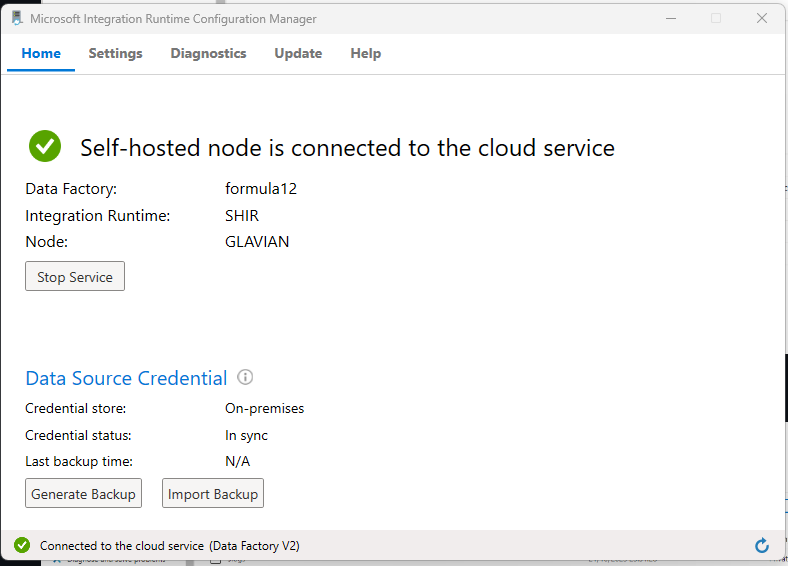 Microsoft Integration Runtime Configuration Manager
Home Settings Diagnostics Update Help
Self-hosted node is connected to the cloud service
Data Factory: formula12
Integration Runtime: SHIR
Node: GLAVIAN
Stop Service
Data Source Credential
Credential store: On-premises
Credential status: In sync
Last backup time: N/A
Generate Backup Import Backup
Connected to the cloud service (Data Factory V2)